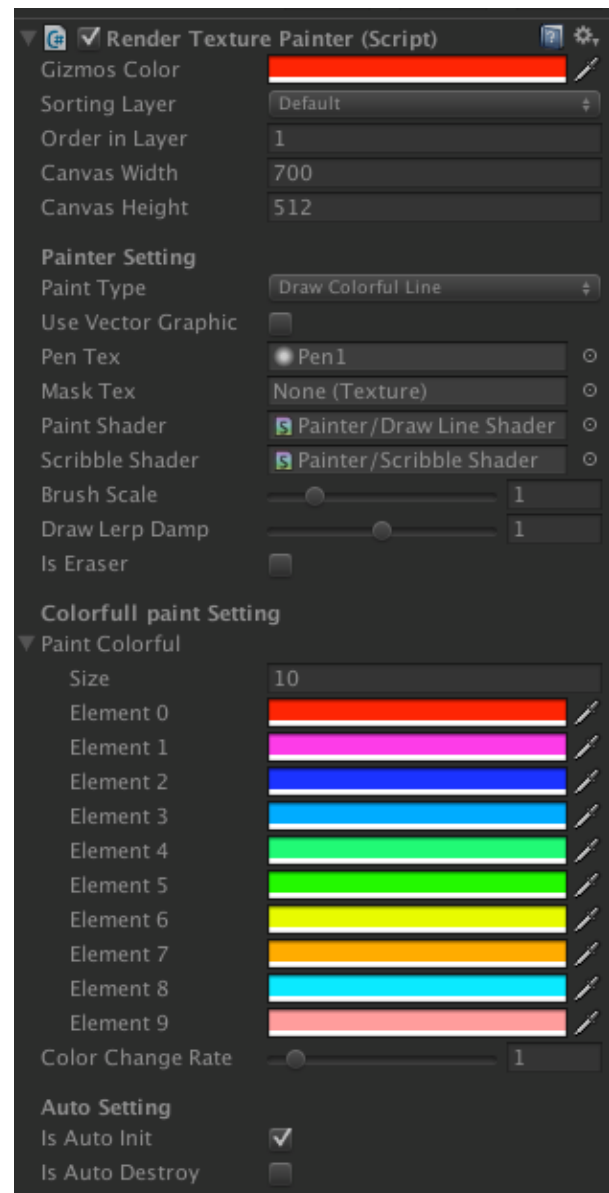 Render Texture Painter (Script)
Gizmos Color
Sorting Layer Default
Order in Layer 1
Canvas Width 700
Canvas Height 512
Painter Setting
Paint Type Draw Colorful Line
Use Vector Graphic
Pen Tex Pen1
Mask Tex None (Texture)
Paint Shader Painter/Draw Line Shader
Scribble Shader Painter/Scribble Shader
Brush Scale 1
Draw Lerp Damp 1
Is Eraser
Colorfull paint Setting
Paint Colorful
Size 10
Element 0
Element 1
Element 2
Element 3
Element 4
Element 5
Element 6
Element 7
Element 8
Element 9
Color Change Rate 1
Auto Setting
Is Auto Init
Is Auto Destroy